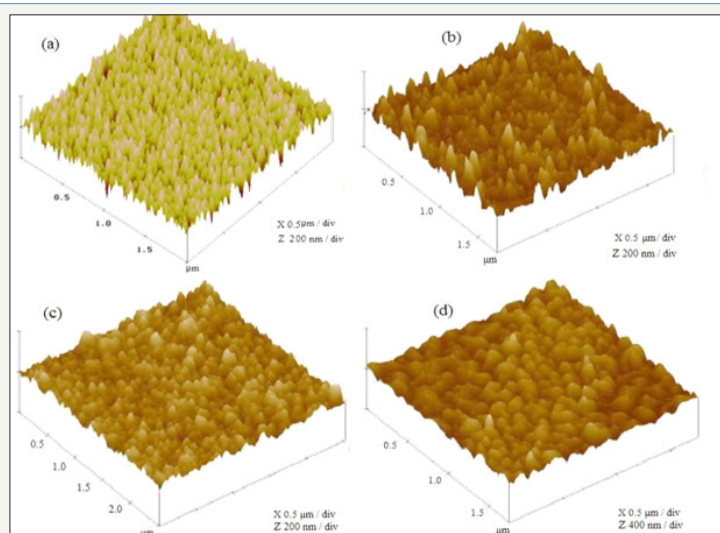 (a)
0.5
1.0
1.5
μm
X 0.5μm / div
Z 200 nm / div
(b)
0.5
1.0
1.5
μm
X 0.5 μm / div
Z 200 nm / div
(c)
0.5
1.0
1.5
2.0
μm
X 0.5 μm / div
Z 200 nm / div
(d)
0.5
1.0
1.5
μm
X 0.5 μm / div
Z 400 nm / div